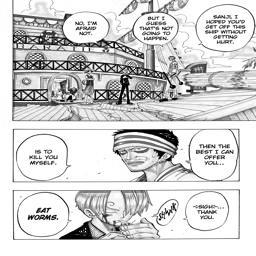 SANJI, I
HOPED YOU'D
GET OFF THIS
SHIP WITHOUT
GETTING
HURT.
BUT I
GUESS
THAT'S NOT
GOING TO
HAPPEN.
NO, I'M
AFRAID
NOT.
THEN THE
BEST I CAN
OFFER
YOU...
IS TO
KILL YOU
MYSELF.
<SIGH>...
THANK
YOU.
EAT
WORMS.